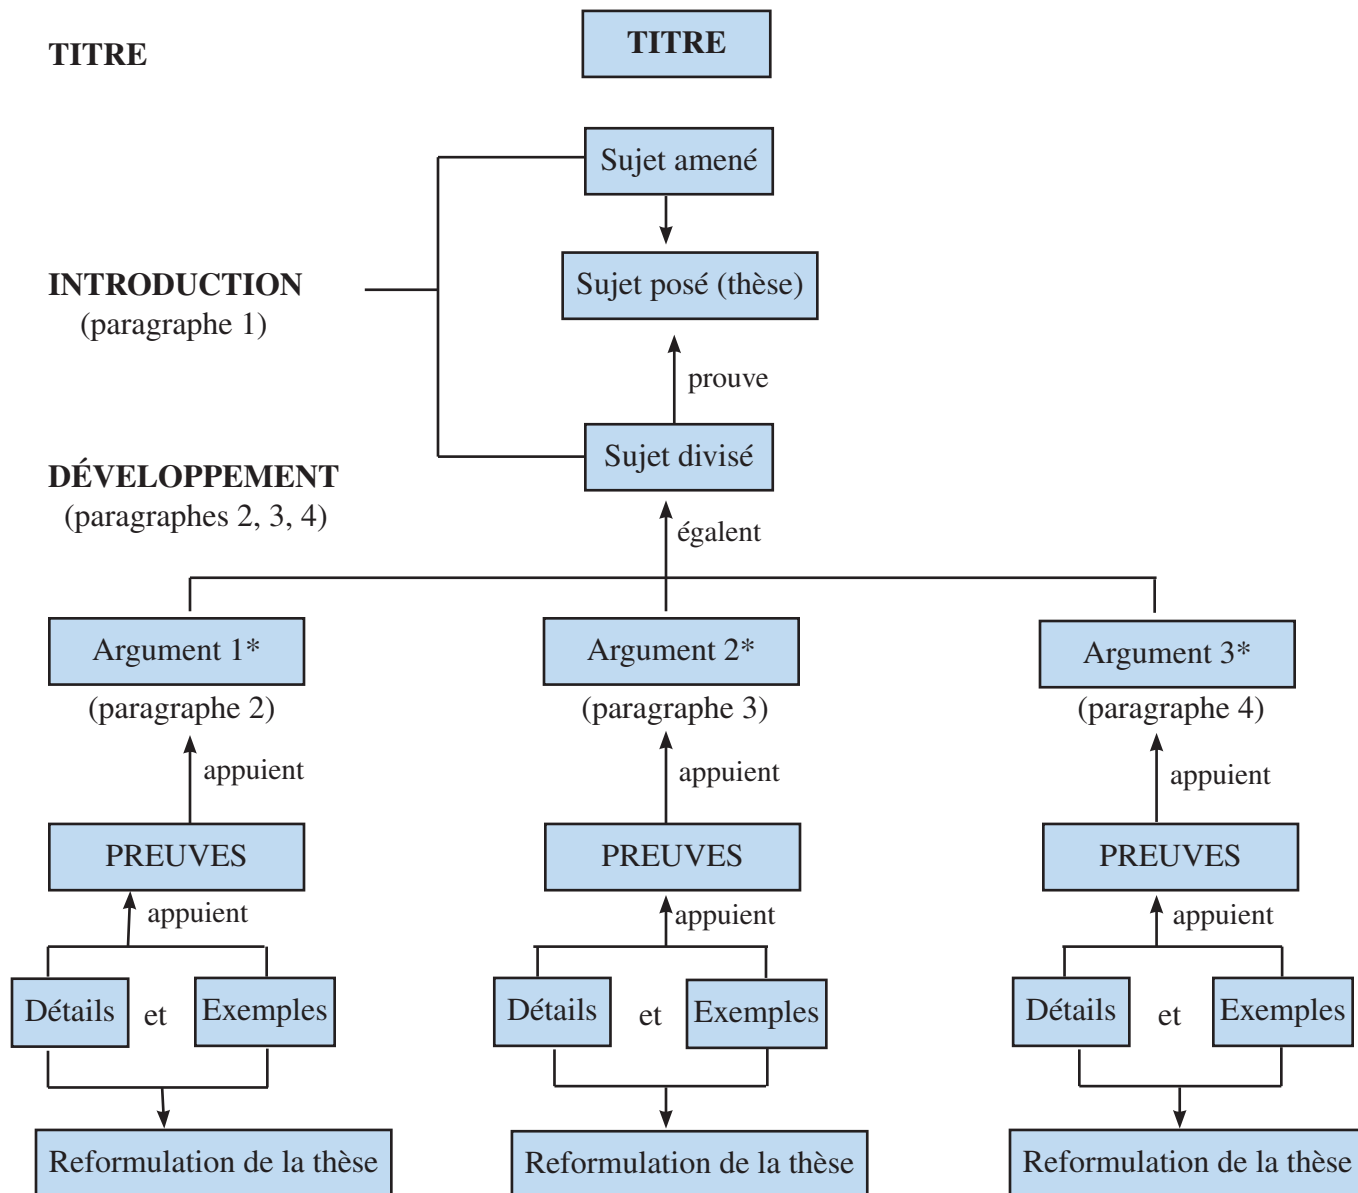 TITRE
TITRE
Sujet amené
INTRODUCTION
(paragraphe 1)
Sujet posé (thèse)
prouve
Sujet divisé
DÉVELOPPEMENT
(paragraphes 2, 3, 4)
égalent
Argument 1*
Argument 2*
Argument 3*
(paragraphe 2)
(paragraphe 3)
(paragraphe 4)
appuient
appuient
appuient
PREUVES
PREUVES
PREUVES
appuient
appuient
appuient
Détails et Exemples
Détails et Exemples
Détails et Exemples
Reformulation de la thèse
Reformulation de la thèse
Reformulation de la thèse